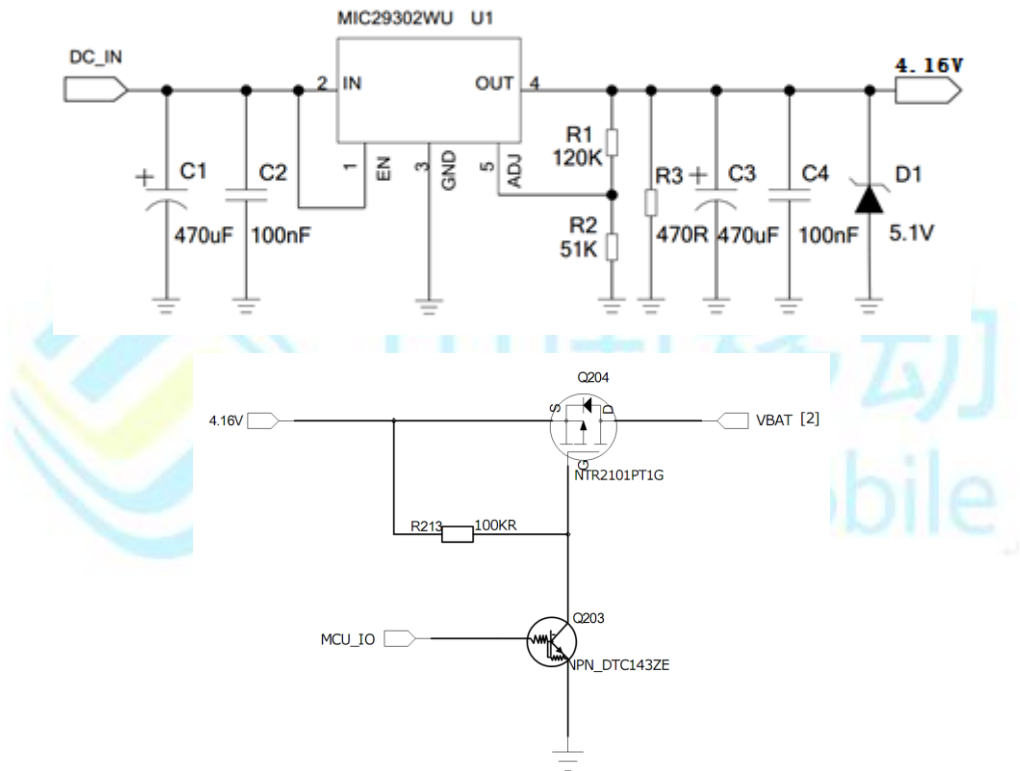 MIC29302WU U1
DC_IN
4.16V
2 IN
OUT 4
1 EN
3 GND
5 ADJ
R1
120K
C1
470uF
C2
100nF
R2
51K
R3
470R
C3
470uF
C4
100nF
D1
5.1V
Q204
4.16V
S
D
G
VBAT [2]
NTR2101PT1G
R213
100KR
Q203
MCU_IO
NPN_DTC143ZE
bile